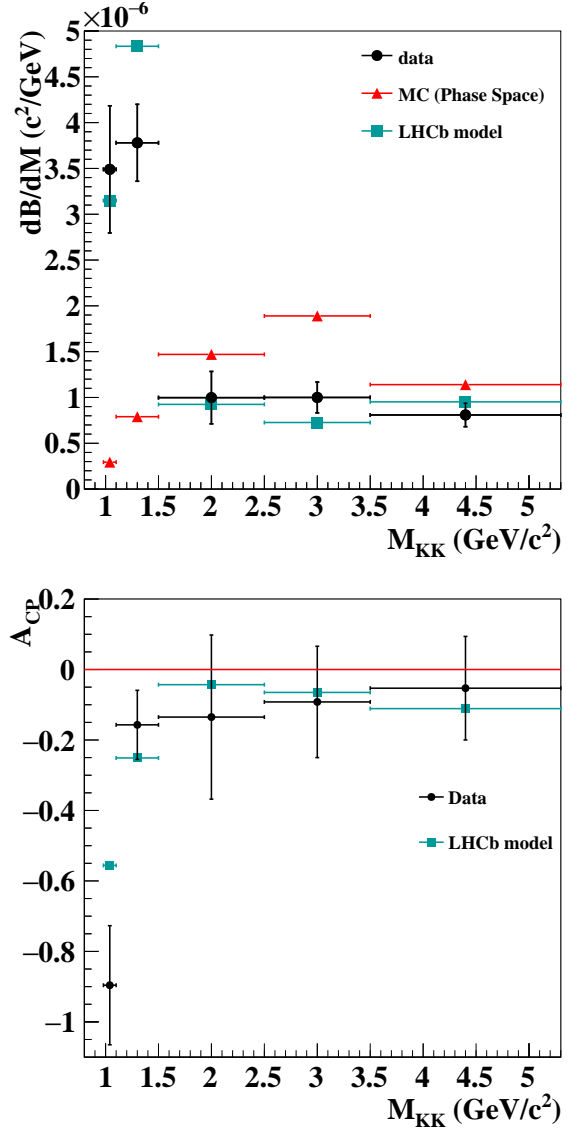 ×10⁻⁶
dB/dM (c²/GeV)
5
4.5
4
3.5
3
2.5
2
1.5
1
0.5
0
data
MC (Phase Space)
LHCb model
1 1.5 2 2.5 3 3.5 4 4.5 5
M_KK (GeV/c²)
A_CP
0.2
0
−0.2
−0.4
−0.6
−0.8
−1
Data
LHCb model
1 1.5 2 2.5 3 3.5 4 4.5 5
M_KK (GeV/c²)